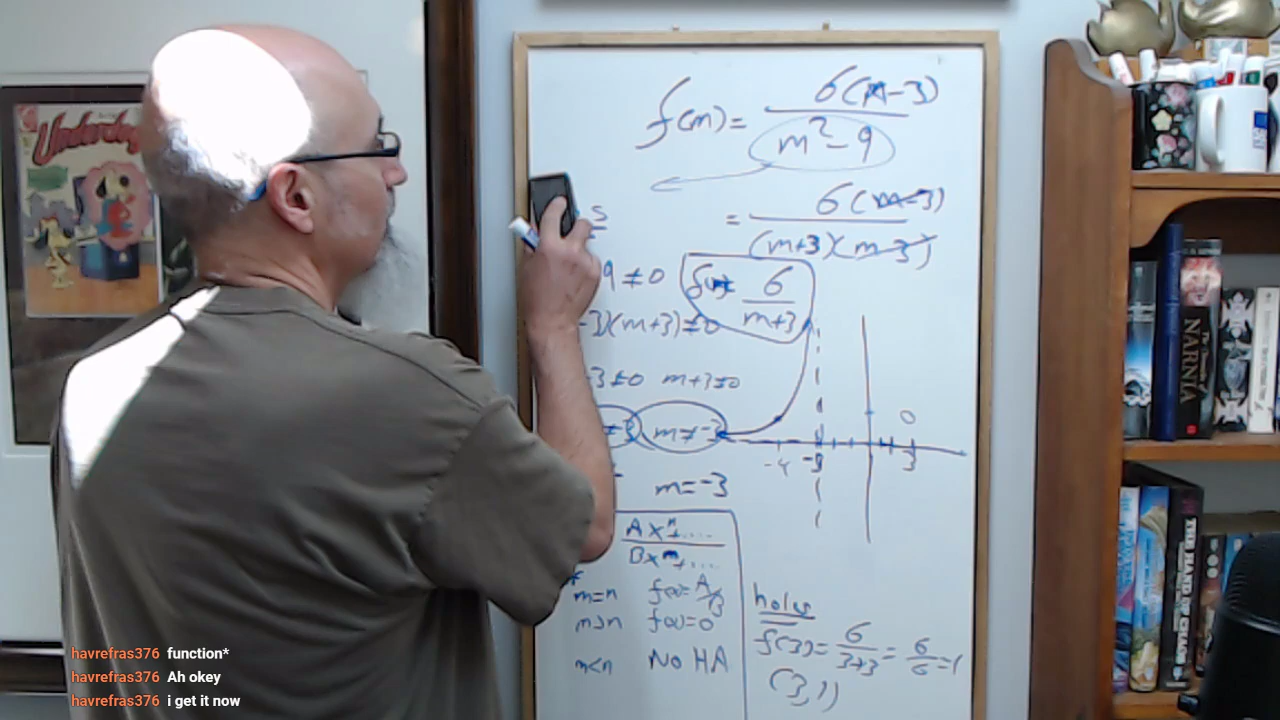 Underdog
f(m) = 6(m-3)
m² - 9
= 6(m-3)
(m+3)(m-3)
s
9 ≠ 0
f(x)= 6
m+3
-3)(m+3)≠0
-3≠0 m+3≠0
≠3 m≠-3
-4 3
m=-3
Ax^n+....
Bx^m+....
m=n f(x)=A/B
m>n f(x)=0
m<n No HA
holes
f(3)= 6/3+3 = 6/6 =1
(3,1)
NARNIA
havrefras376 function*
havrefras376 Ah okey
havrefras376 i get it now